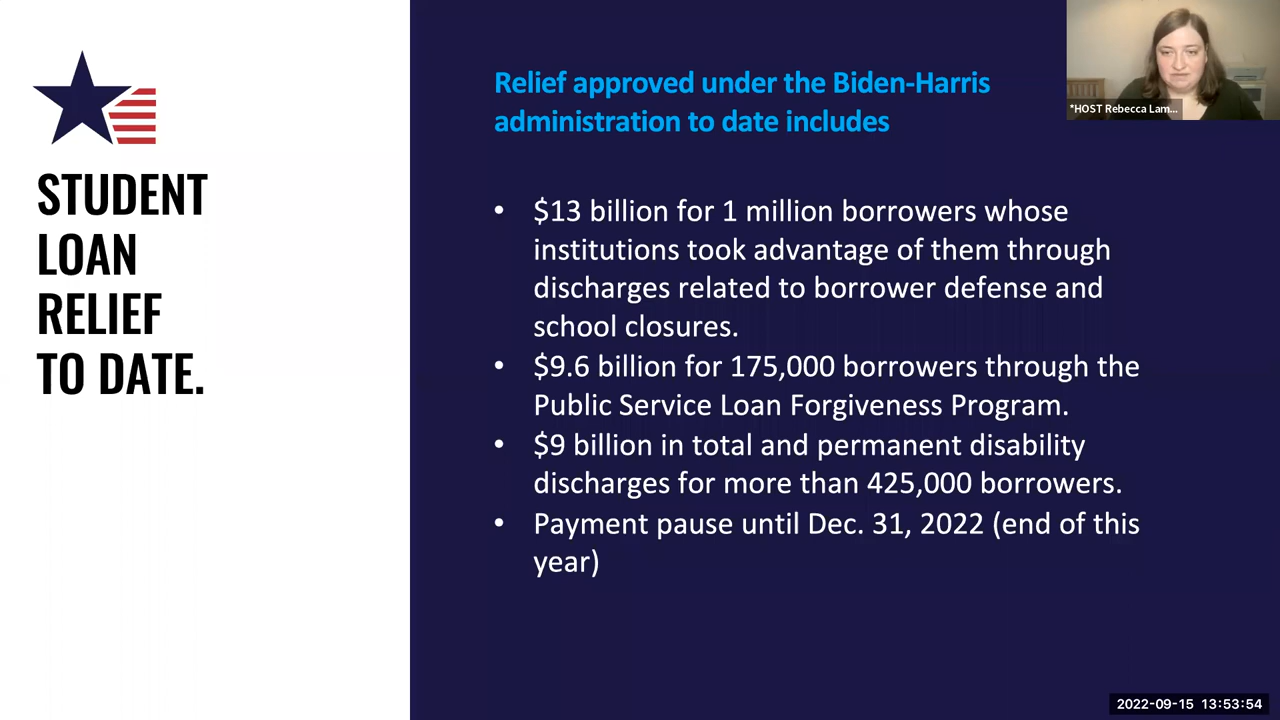 STUDENT
LOAN
RELIEF
TO DATE.
Relief approved under the Biden-Harris
administration to date includes
• $13 billion for 1 million borrowers whose
institutions took advantage of them through
discharges related to borrower defense and
school closures.
• $9.6 billion for 175,000 borrowers through the
Public Service Loan Forgiveness Program.
• $9 billion in total and permanent disability
discharges for more than 425,000 borrowers.
• Payment pause until Dec. 31, 2022 (end of this
year)
*HOST Rebecca Lam...
2022-09-15 13:53:54